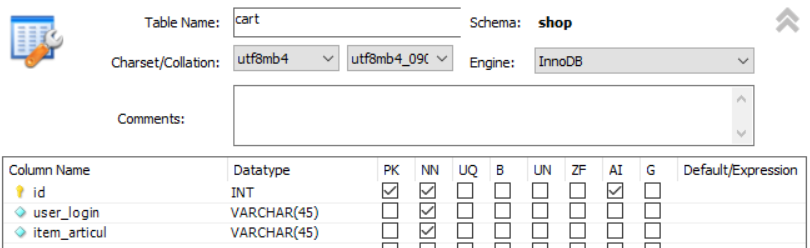 Table Name: cart Schema: shop
Charset/Collation: utf8mb4 utf8mb4_090 Engine: InnoDB
Comments:
Column Name Datatype PK NN UQ B UN ZF AI G Default/Expression
id INT
user_login VARCHAR(45)
item_articul VARCHAR(45)